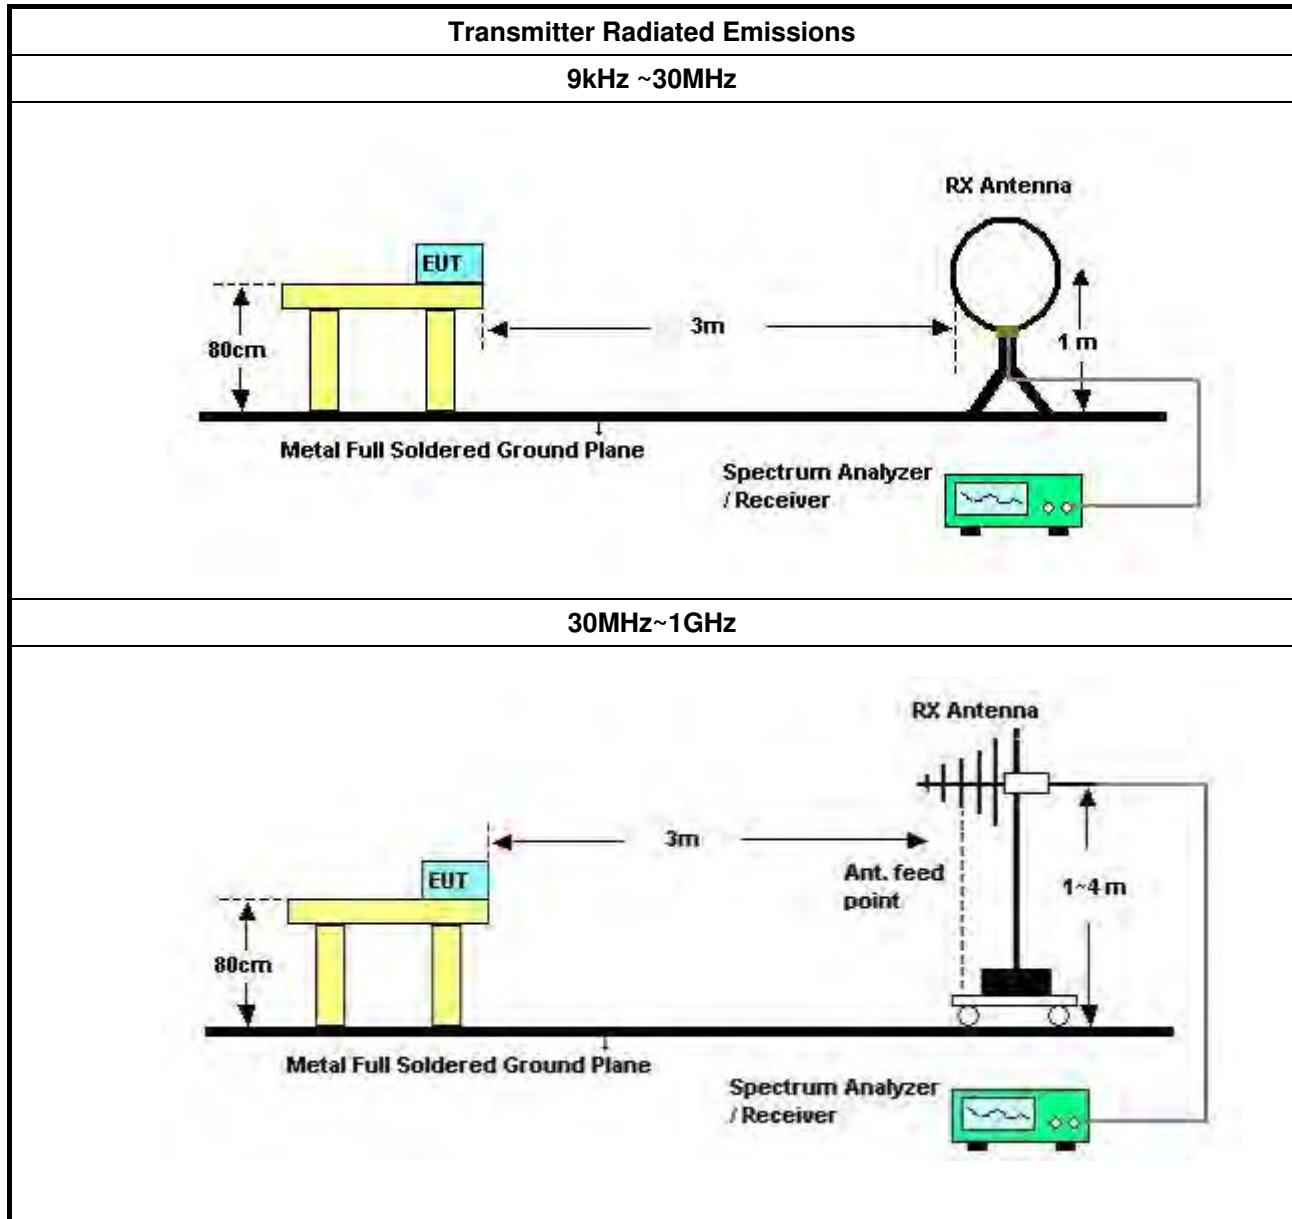 Transmitter Radiated Emissions
9kHz ~30MHz
RX Antenna
EUT
3m
80cm
1 m
Metal Full Soldered Ground Plane
Spectrum Analyzer
/ Receiver
30MHz~1GHz
RX Antenna
3m
EUT
Ant. feed
point
1~4 m
80cm
Metal Full Soldered Ground Plane
Spectrum Analyzer
/ Receiver